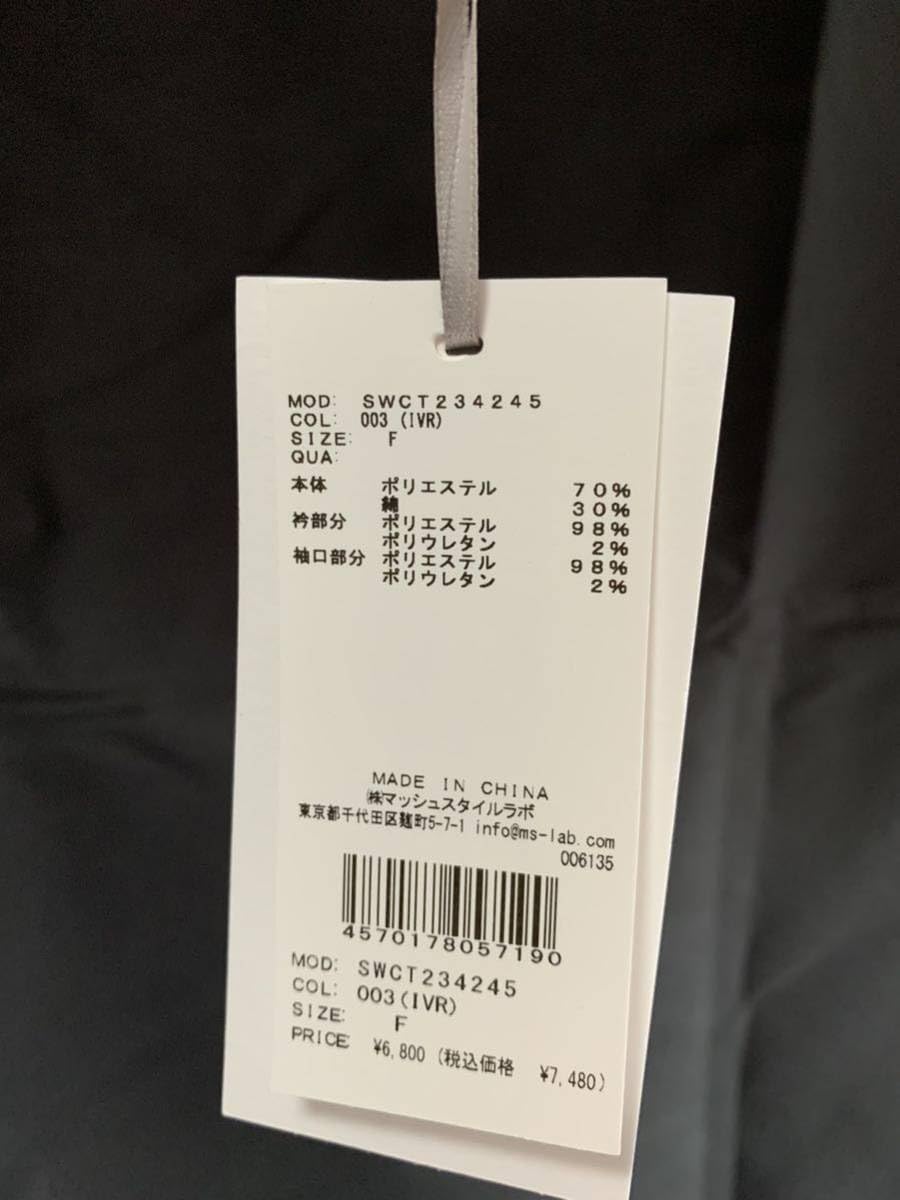 MOD: SWCT234245
COL: 003 (IVR)
SIZE: F
QUA:
本体 ポリエステル 70%
綿 30%
衿部分 ポリエステル 98%
ポリウレタン 2%
袖口部分 ポリエステル 98%
ポリウレタン 2%
MADE IN CHINA
㈱マッシュスタイルラボ
東京都千代田区麹町5-7-1 info@ms-lab.com
006135
4570178057190
MOD: SWCT234245
COL: 003(IVR)
SIZE: F
PRICE: ¥6,800 (税込価格 ¥7,480)